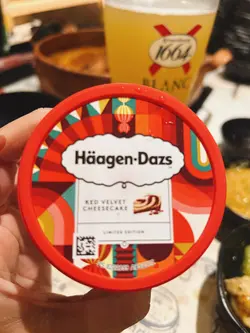 1664
BLANC
Häagen-Dazs
RED VELVET
CHEESECAKE
LIMITED EDITION